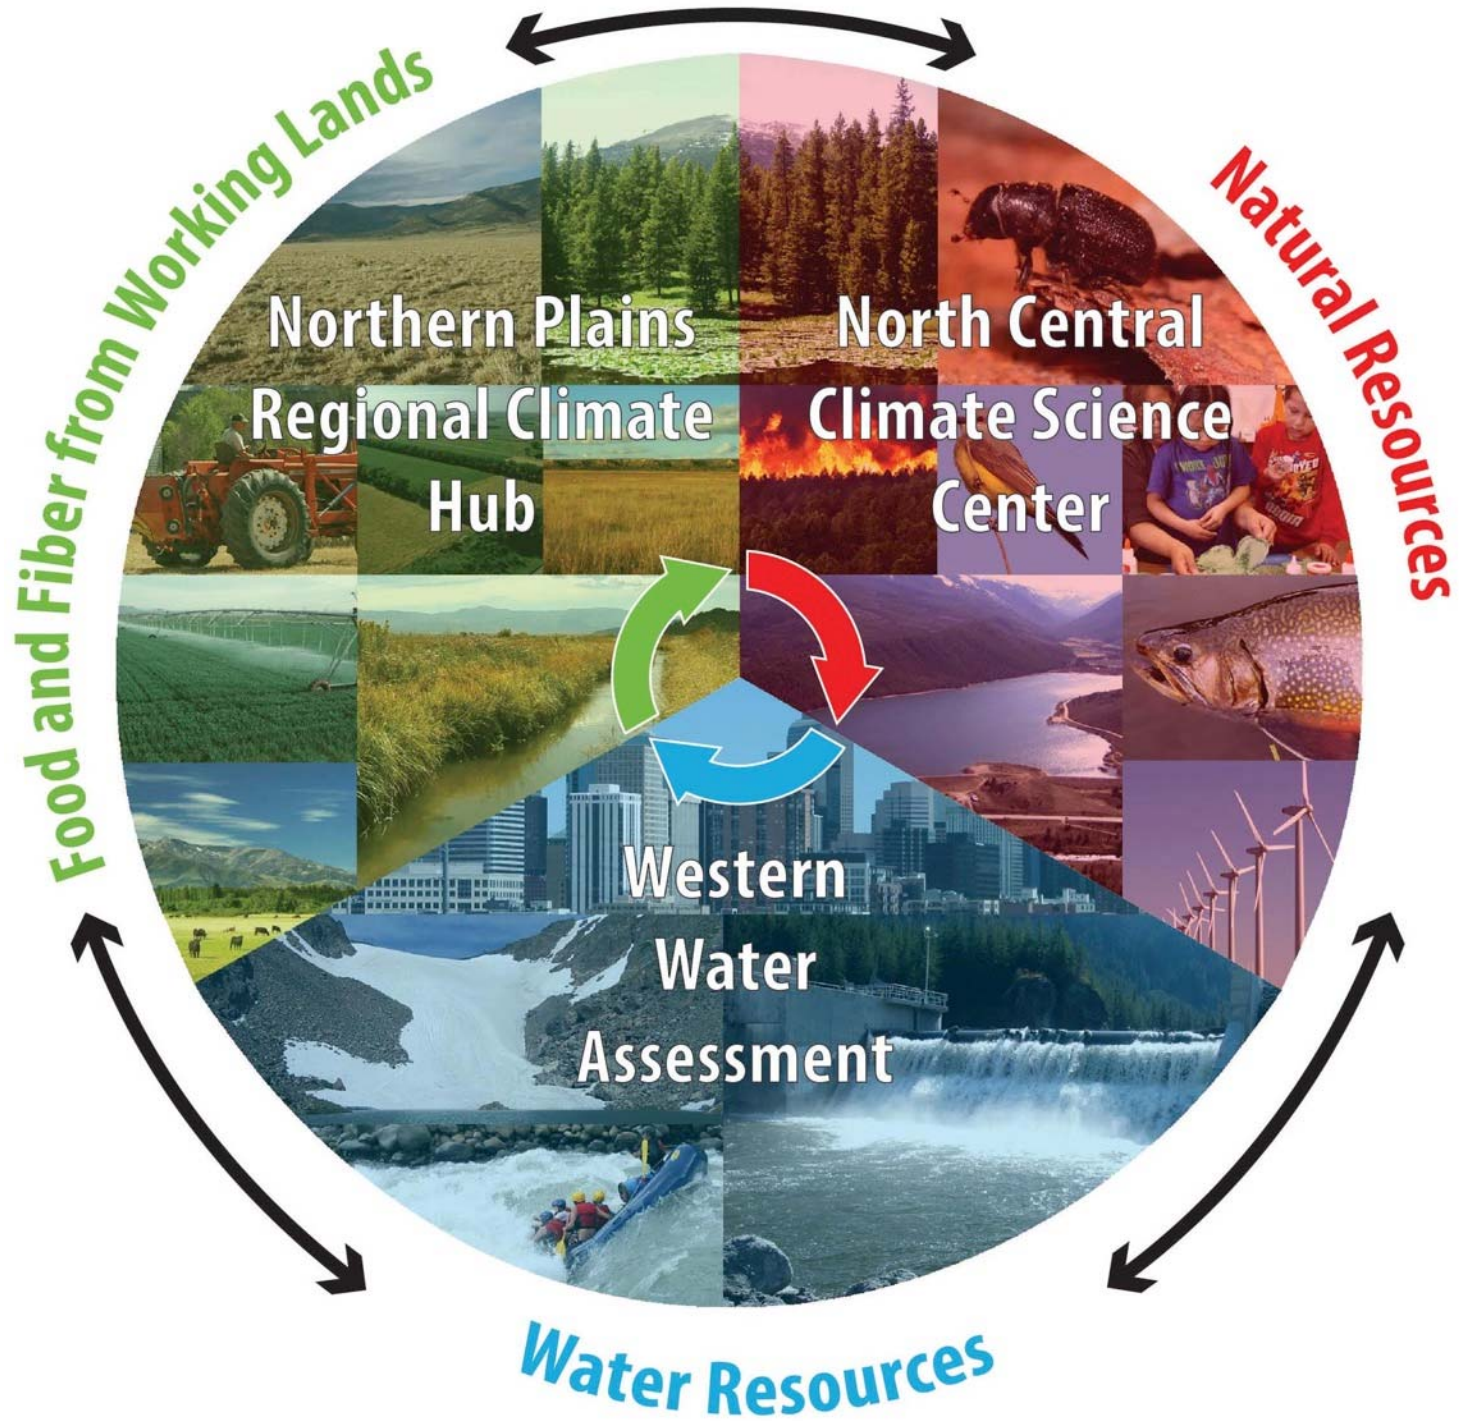 Food and Fiber from Working Lands
Natural Resources
Northern Plains
Regional Climate
Hub
North Central
Climate Science
Center
Western
Water
Assessment
Water Resources